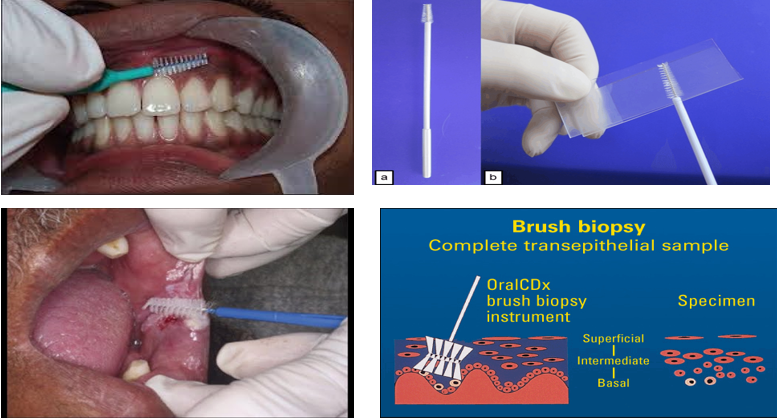 a
b
Brush biopsy
Complete transepithelial sample
OralCDx
brush biopsy
instrument
Specimen
Superficial
Intermediate
Basal